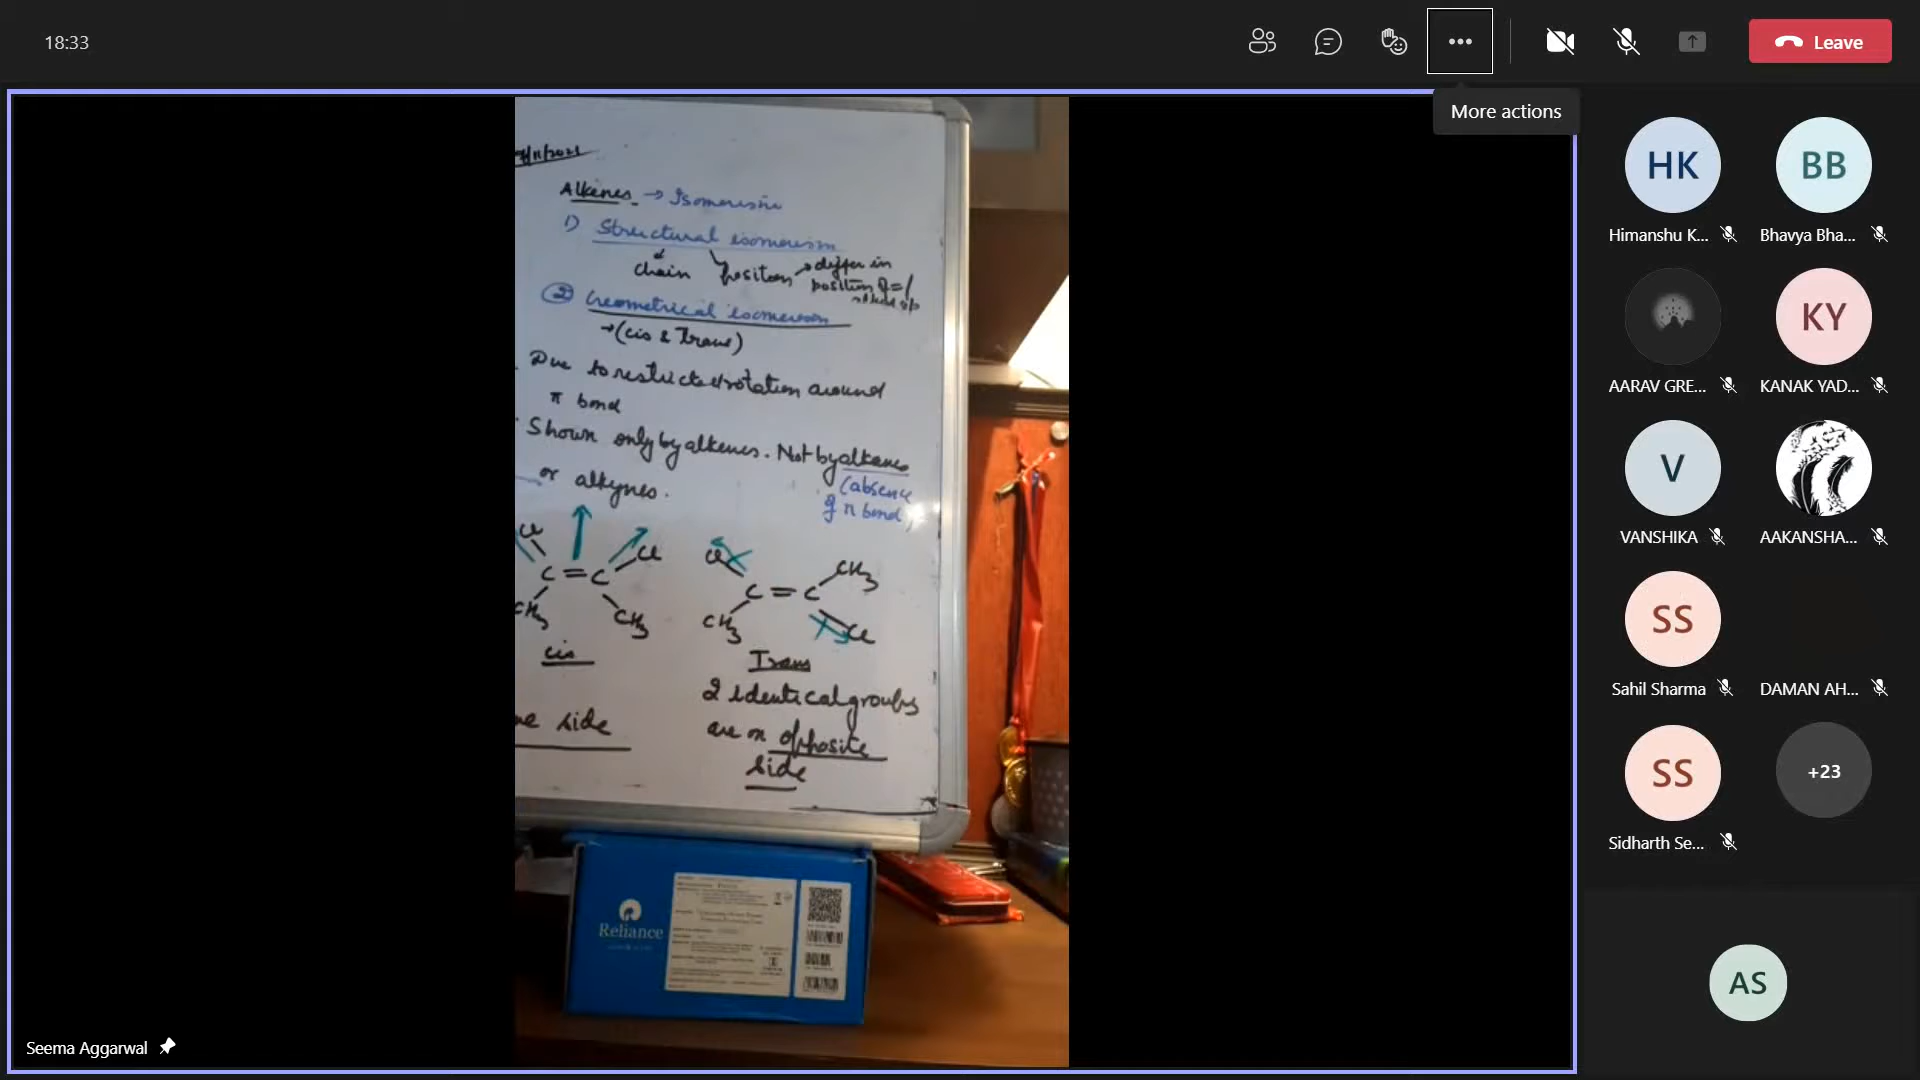 18:33
Leave
More actions
Alkenes → Isomerism
1) Structural isomerism
chain position → differ in
position of = /
② Geometrical isomerism
→ (cis & Trans)
Due to restricted rotation around
π bond
Shown only by alkenes. Not by alkanes
or alkynes.
(absence
of π bond)
Cl Cl
C = C
CH3 CH3
cis
side
Cl CH3
C = C
CH3 Cl
Trans
2 identical groups
are on opposite
side
Reliance
Seema Aggarwal
HK
Himanshu K...
BB
Bhavya Bha...
AARAV GRE...
KY
KANAK YAD...
V
VANSHIKA
AAKANSHA...
SS
Sahil Sharma
DAMAN AH...
SS
Sidharth Se...
+23
AS